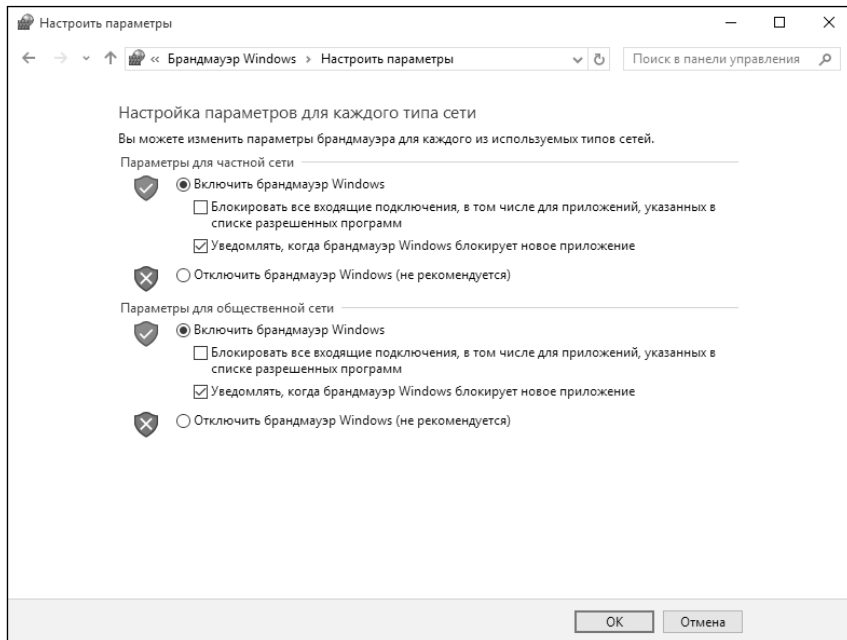 Настроить параметры
« Брандмауэр Windows › Настроить параметры
Поиск в панели управления
Настройка параметров для каждого типа сети
Вы можете изменить параметры брандмауэра для каждого из используемых типов сетей.
Параметры для частной сети
Включить брандмауэр Windows
Блокировать все входящие подключения, в том числе для приложений, указанных в
списке разрешенных программ
Уведомлять, когда брандмауэр Windows блокирует новое приложение
Отключить брандмауэр Windows (не рекомендуется)
Параметры для общественной сети
Включить брандмауэр Windows
Блокировать все входящие подключения, в том числе для приложений, указанных в
списке разрешенных программ
Уведомлять, когда брандмауэр Windows блокирует новое приложение
Отключить брандмауэр Windows (не рекомендуется)
OK Отмена